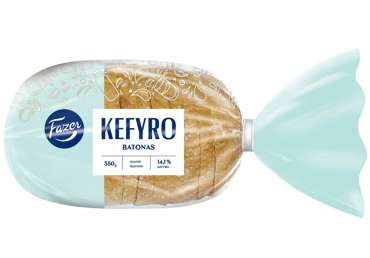 Fazer
KEFYRO
BATONAS
350g
14,1%